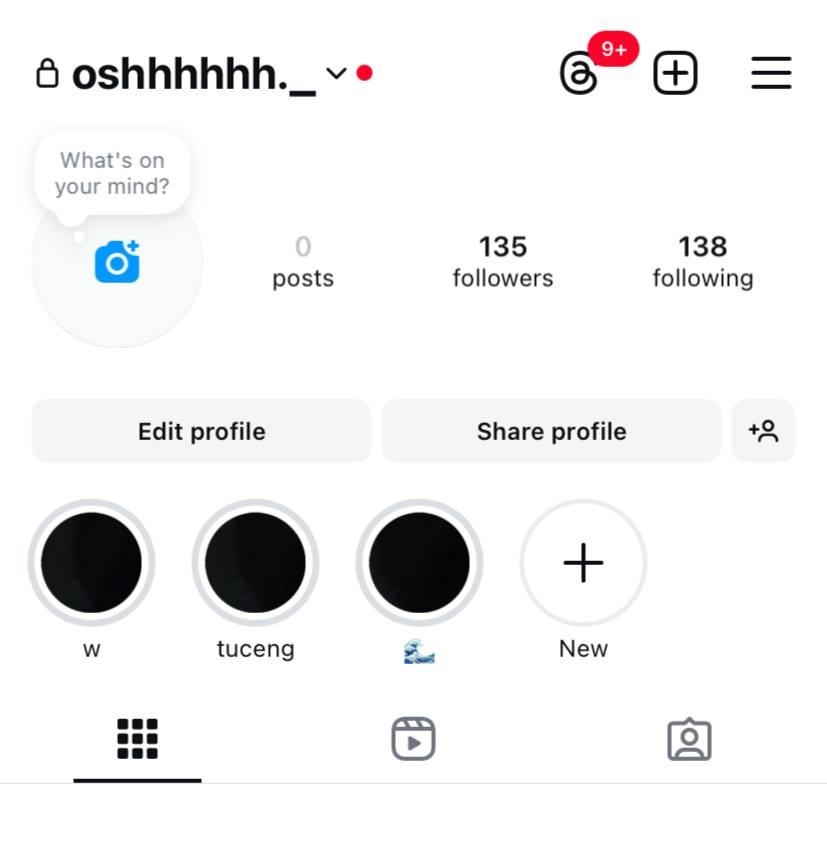 oshhhhhh._
9+
What's on
your mind?
0
posts
135
followers
138
following
Edit profile
Share profile
w
tuceng
🌊
New